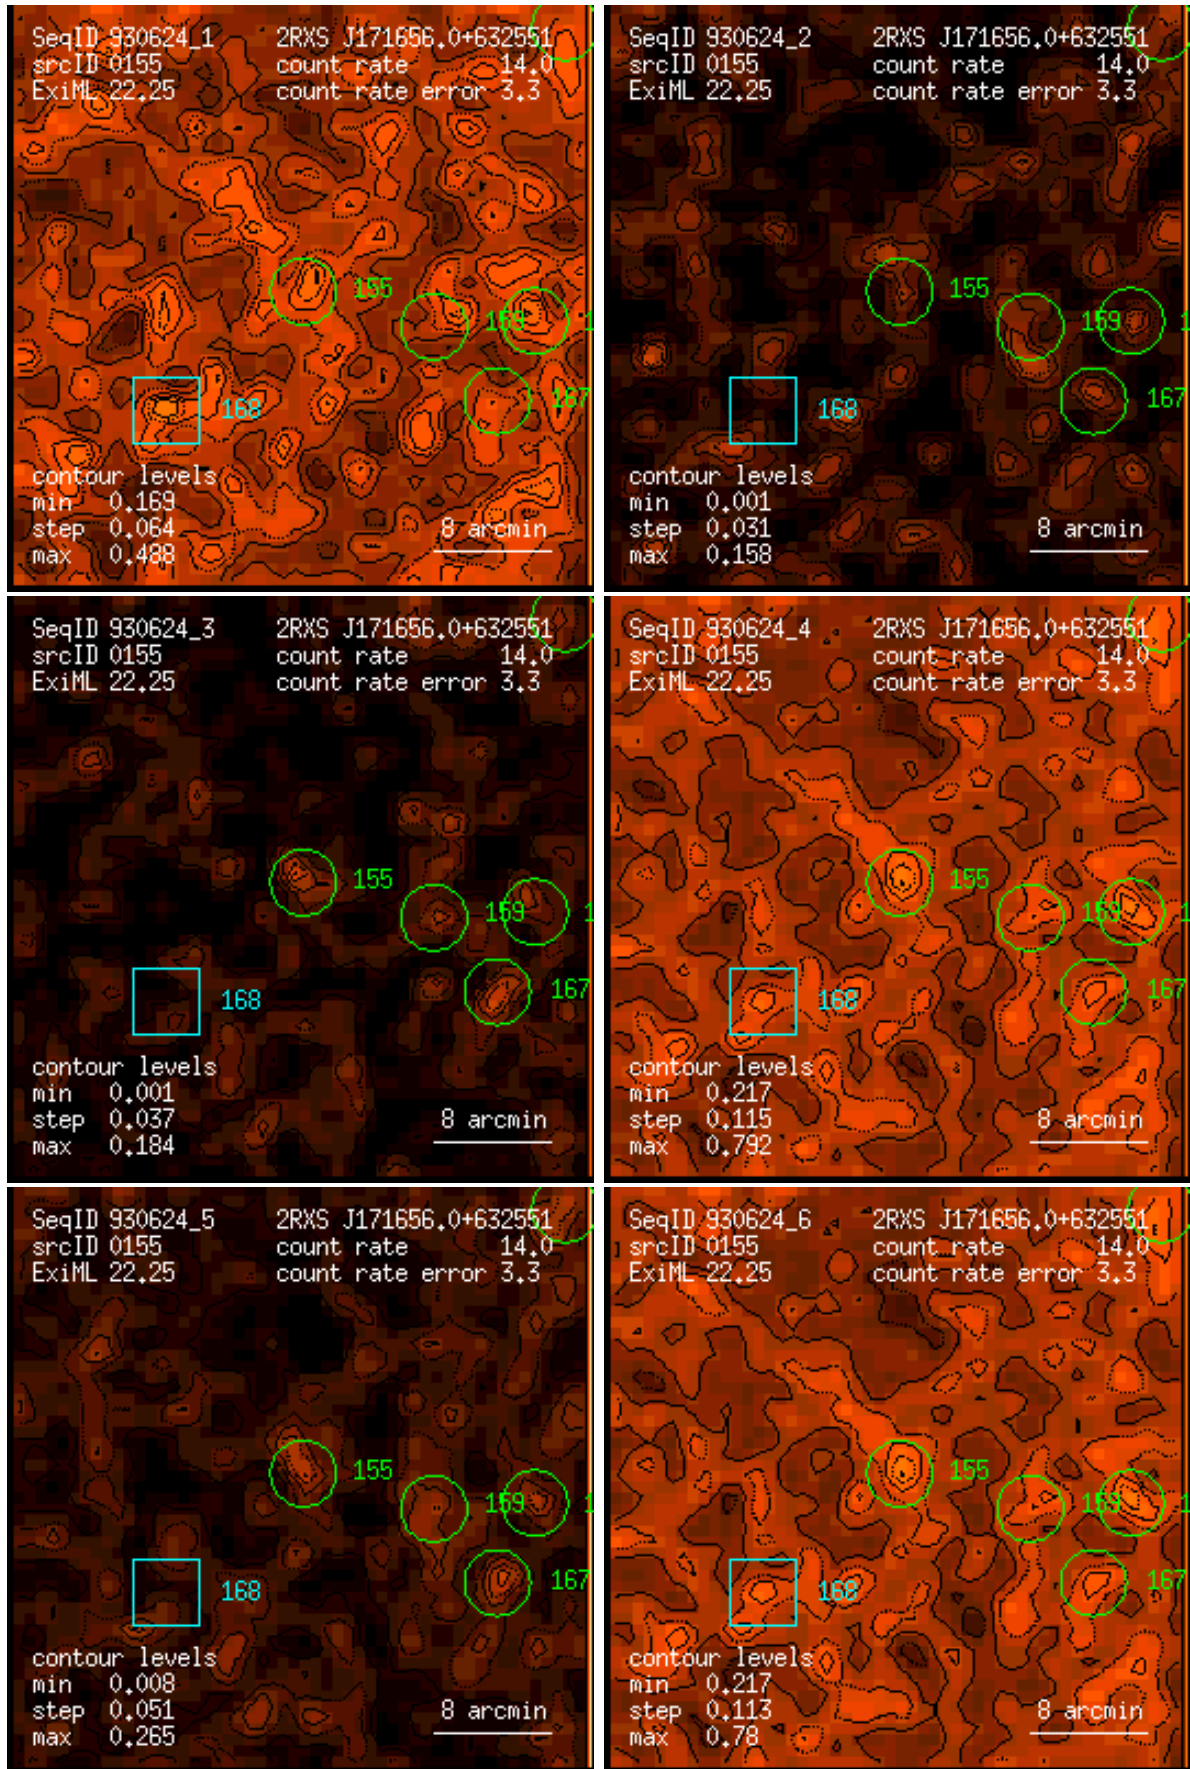 SeqID 930624_1 2RXS J171656.0+632551
srcID 0155 count rate 14.0
ExiML 22.25 count rate error 3.3
155
159 1
167
168
contour levels
min 0.169
step 0.064
max 0.488
8 arcmin
SeqID 930624_2 2RXS J171656.0+632551
srcID 0155 count rate 14.0
ExiML 22.25 count rate error 3.3
155
159 1
167
168
contour levels
min 0.001
step 0.031
max 0.158
8 arcmin
SeqID 930624_3 2RXS J171656.0+632551
srcID 0155 count rate 14.0
ExiML 22.25 count rate error 3.3
155
159 1
167
168
contour levels
min 0.001
step 0.037
max 0.184
8 arcmin
SeqID 930624_4 2RXS J171656.0+632551
srcID 0155 count rate 14.0
ExiML 22.25 count rate error 3.3
155
159 1
167
168
contour levels
min 0.217
step 0.115
max 0.792
8 arcmin
SeqID 930624_5 2RXS J171656.0+632551
srcID 0155 count rate 14.0
ExiML 22.25 count rate error 3.3
155
159 1
167
168
contour levels
min 0.008
step 0.051
max 0.265
8 arcmin
SeqID 930624_6 2RXS J171656.0+632551
srcID 0155 count rate 14.0
ExiML 22.25 count rate error 3.3
155
159 1
167
168
contour levels
min 0.217
step 0.113
max 0.78
8 arcmin